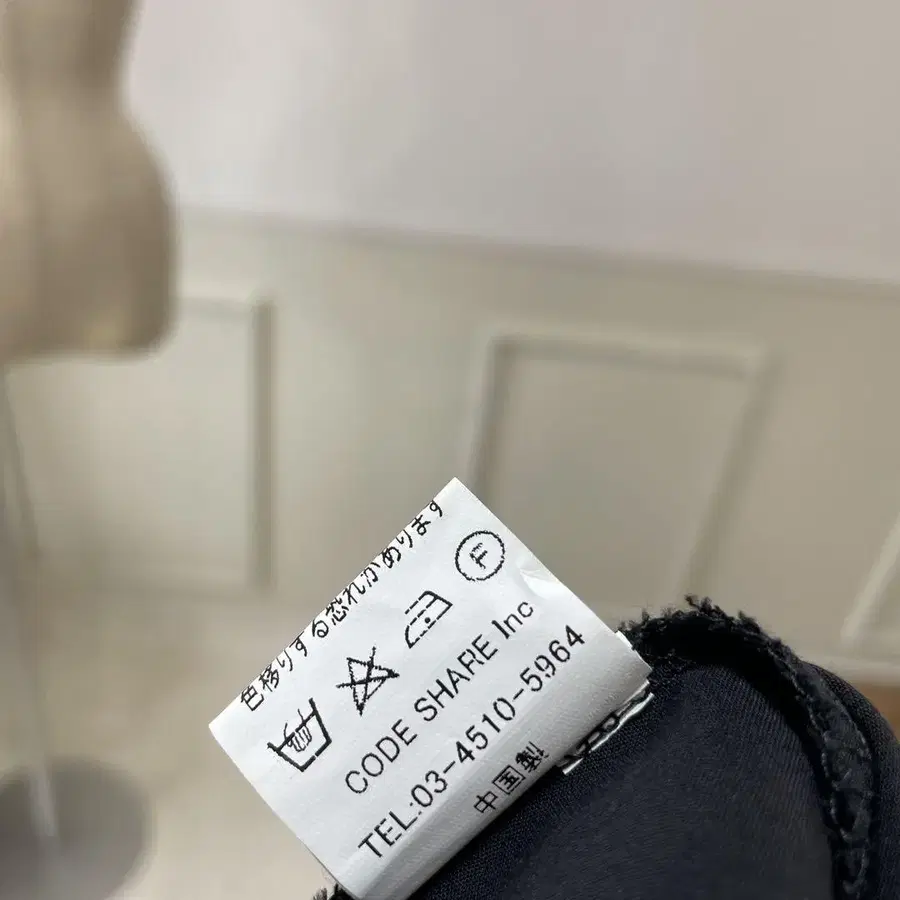 色移りする恐れがあります
F
CODE SHARE Inc
TEL:03-4510-5964
中国製